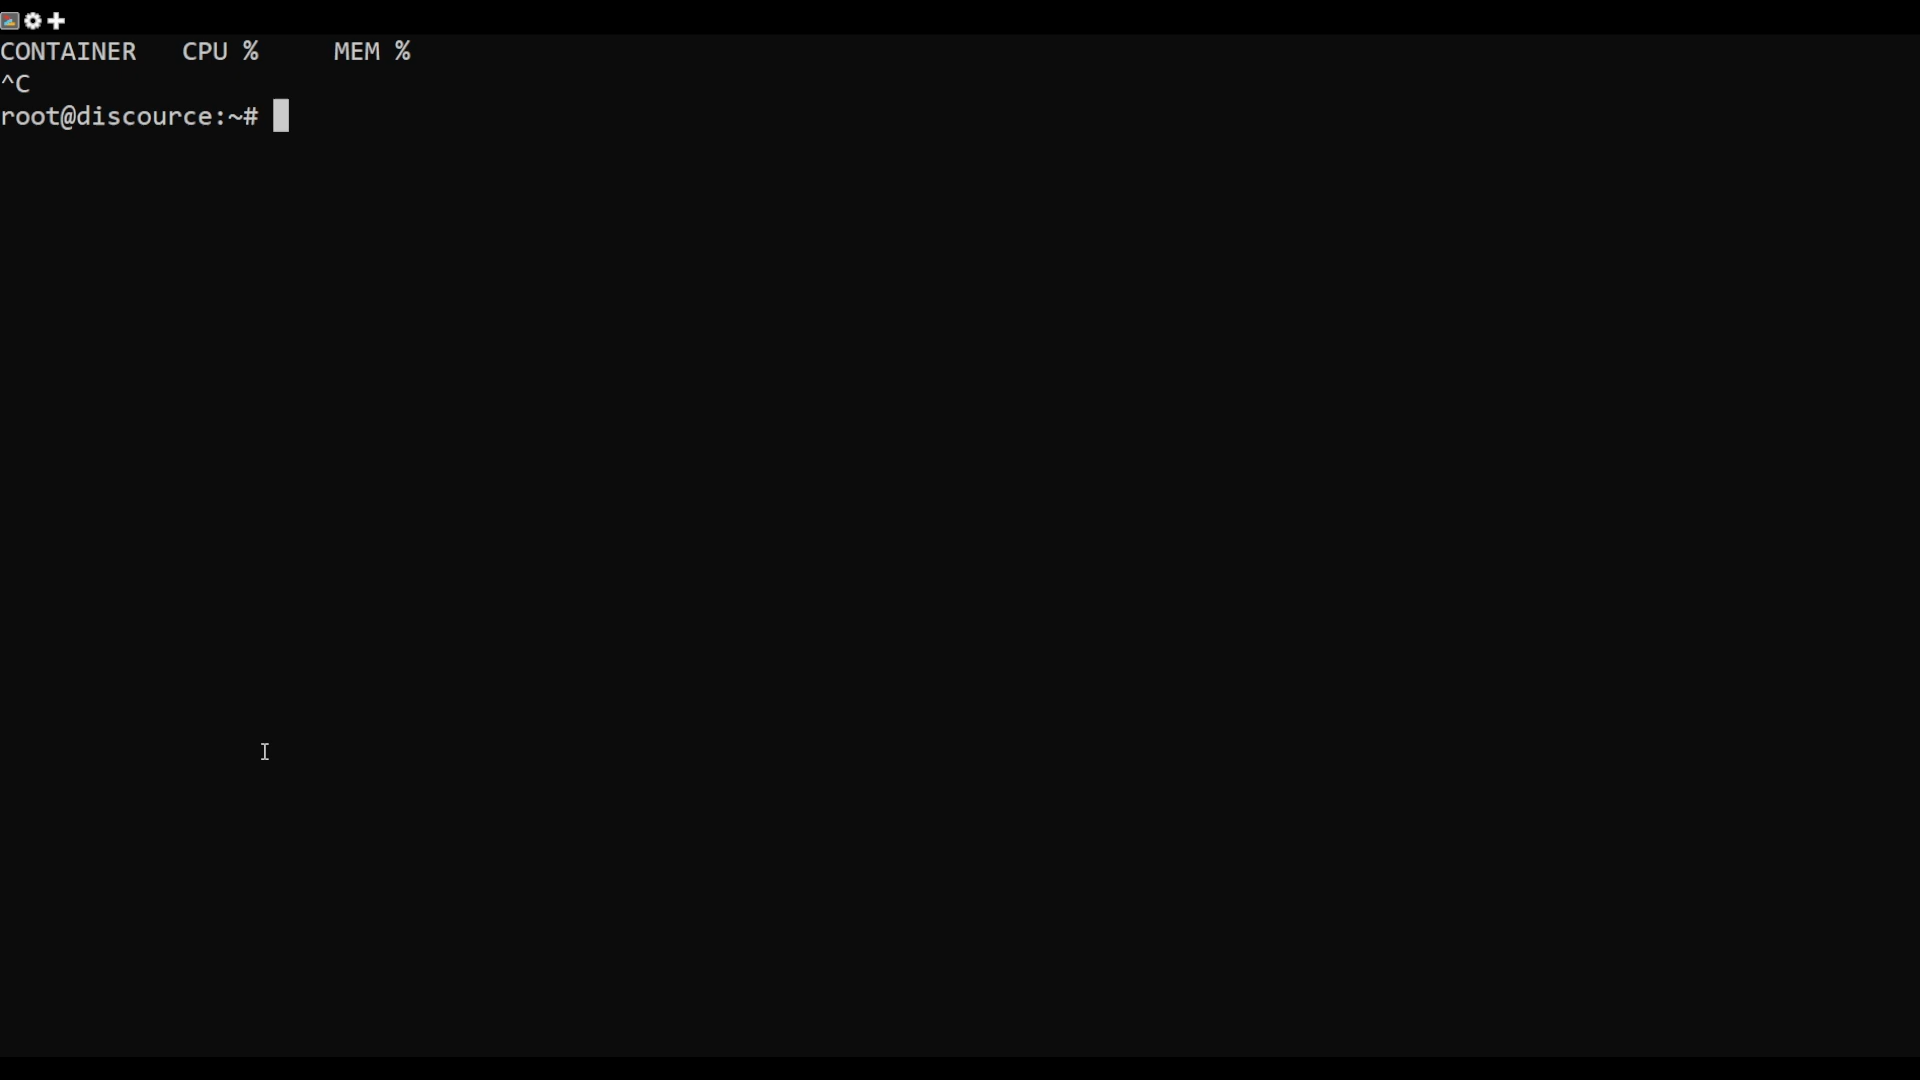 CONTAINER   CPU %     MEM %
^C
root@discource:~#